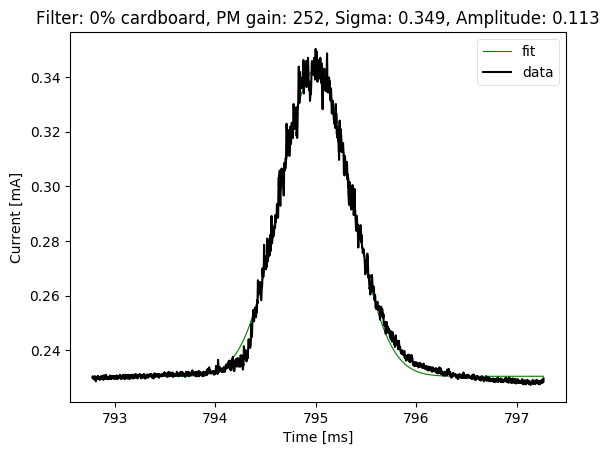 Filter: 0% cardboard, PM gain: 252, Sigma: 0.349, Amplitude: 0.113
fit
data
0.34
0.32
0.30
0.28
0.26
0.24
Current [mA]
793 794 795 796 797
Time [ms]